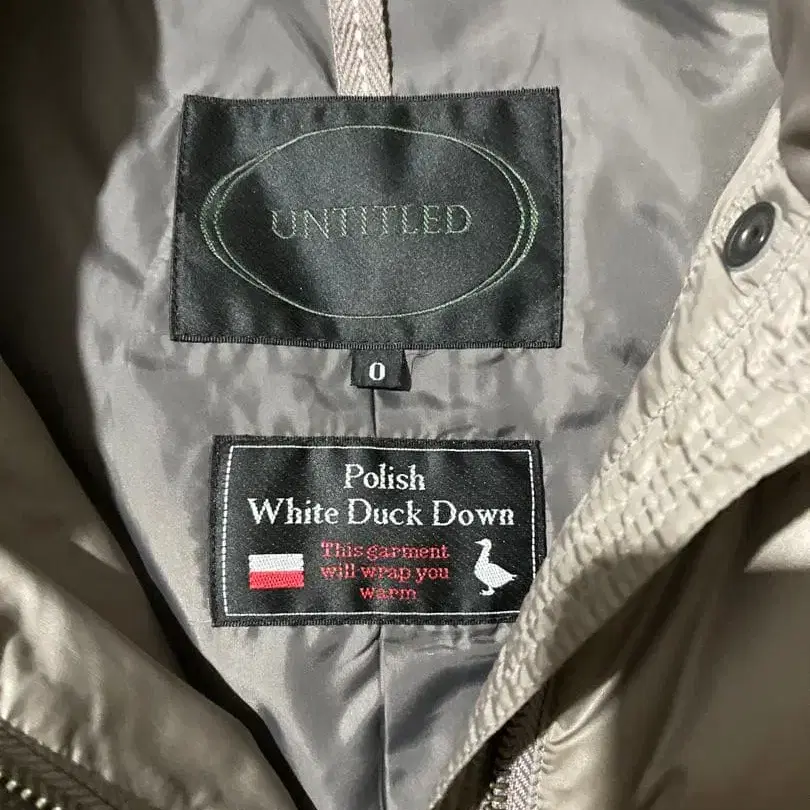 UNTITLED
0
Polish
White Duck Down
This garment
will wrap you
warm